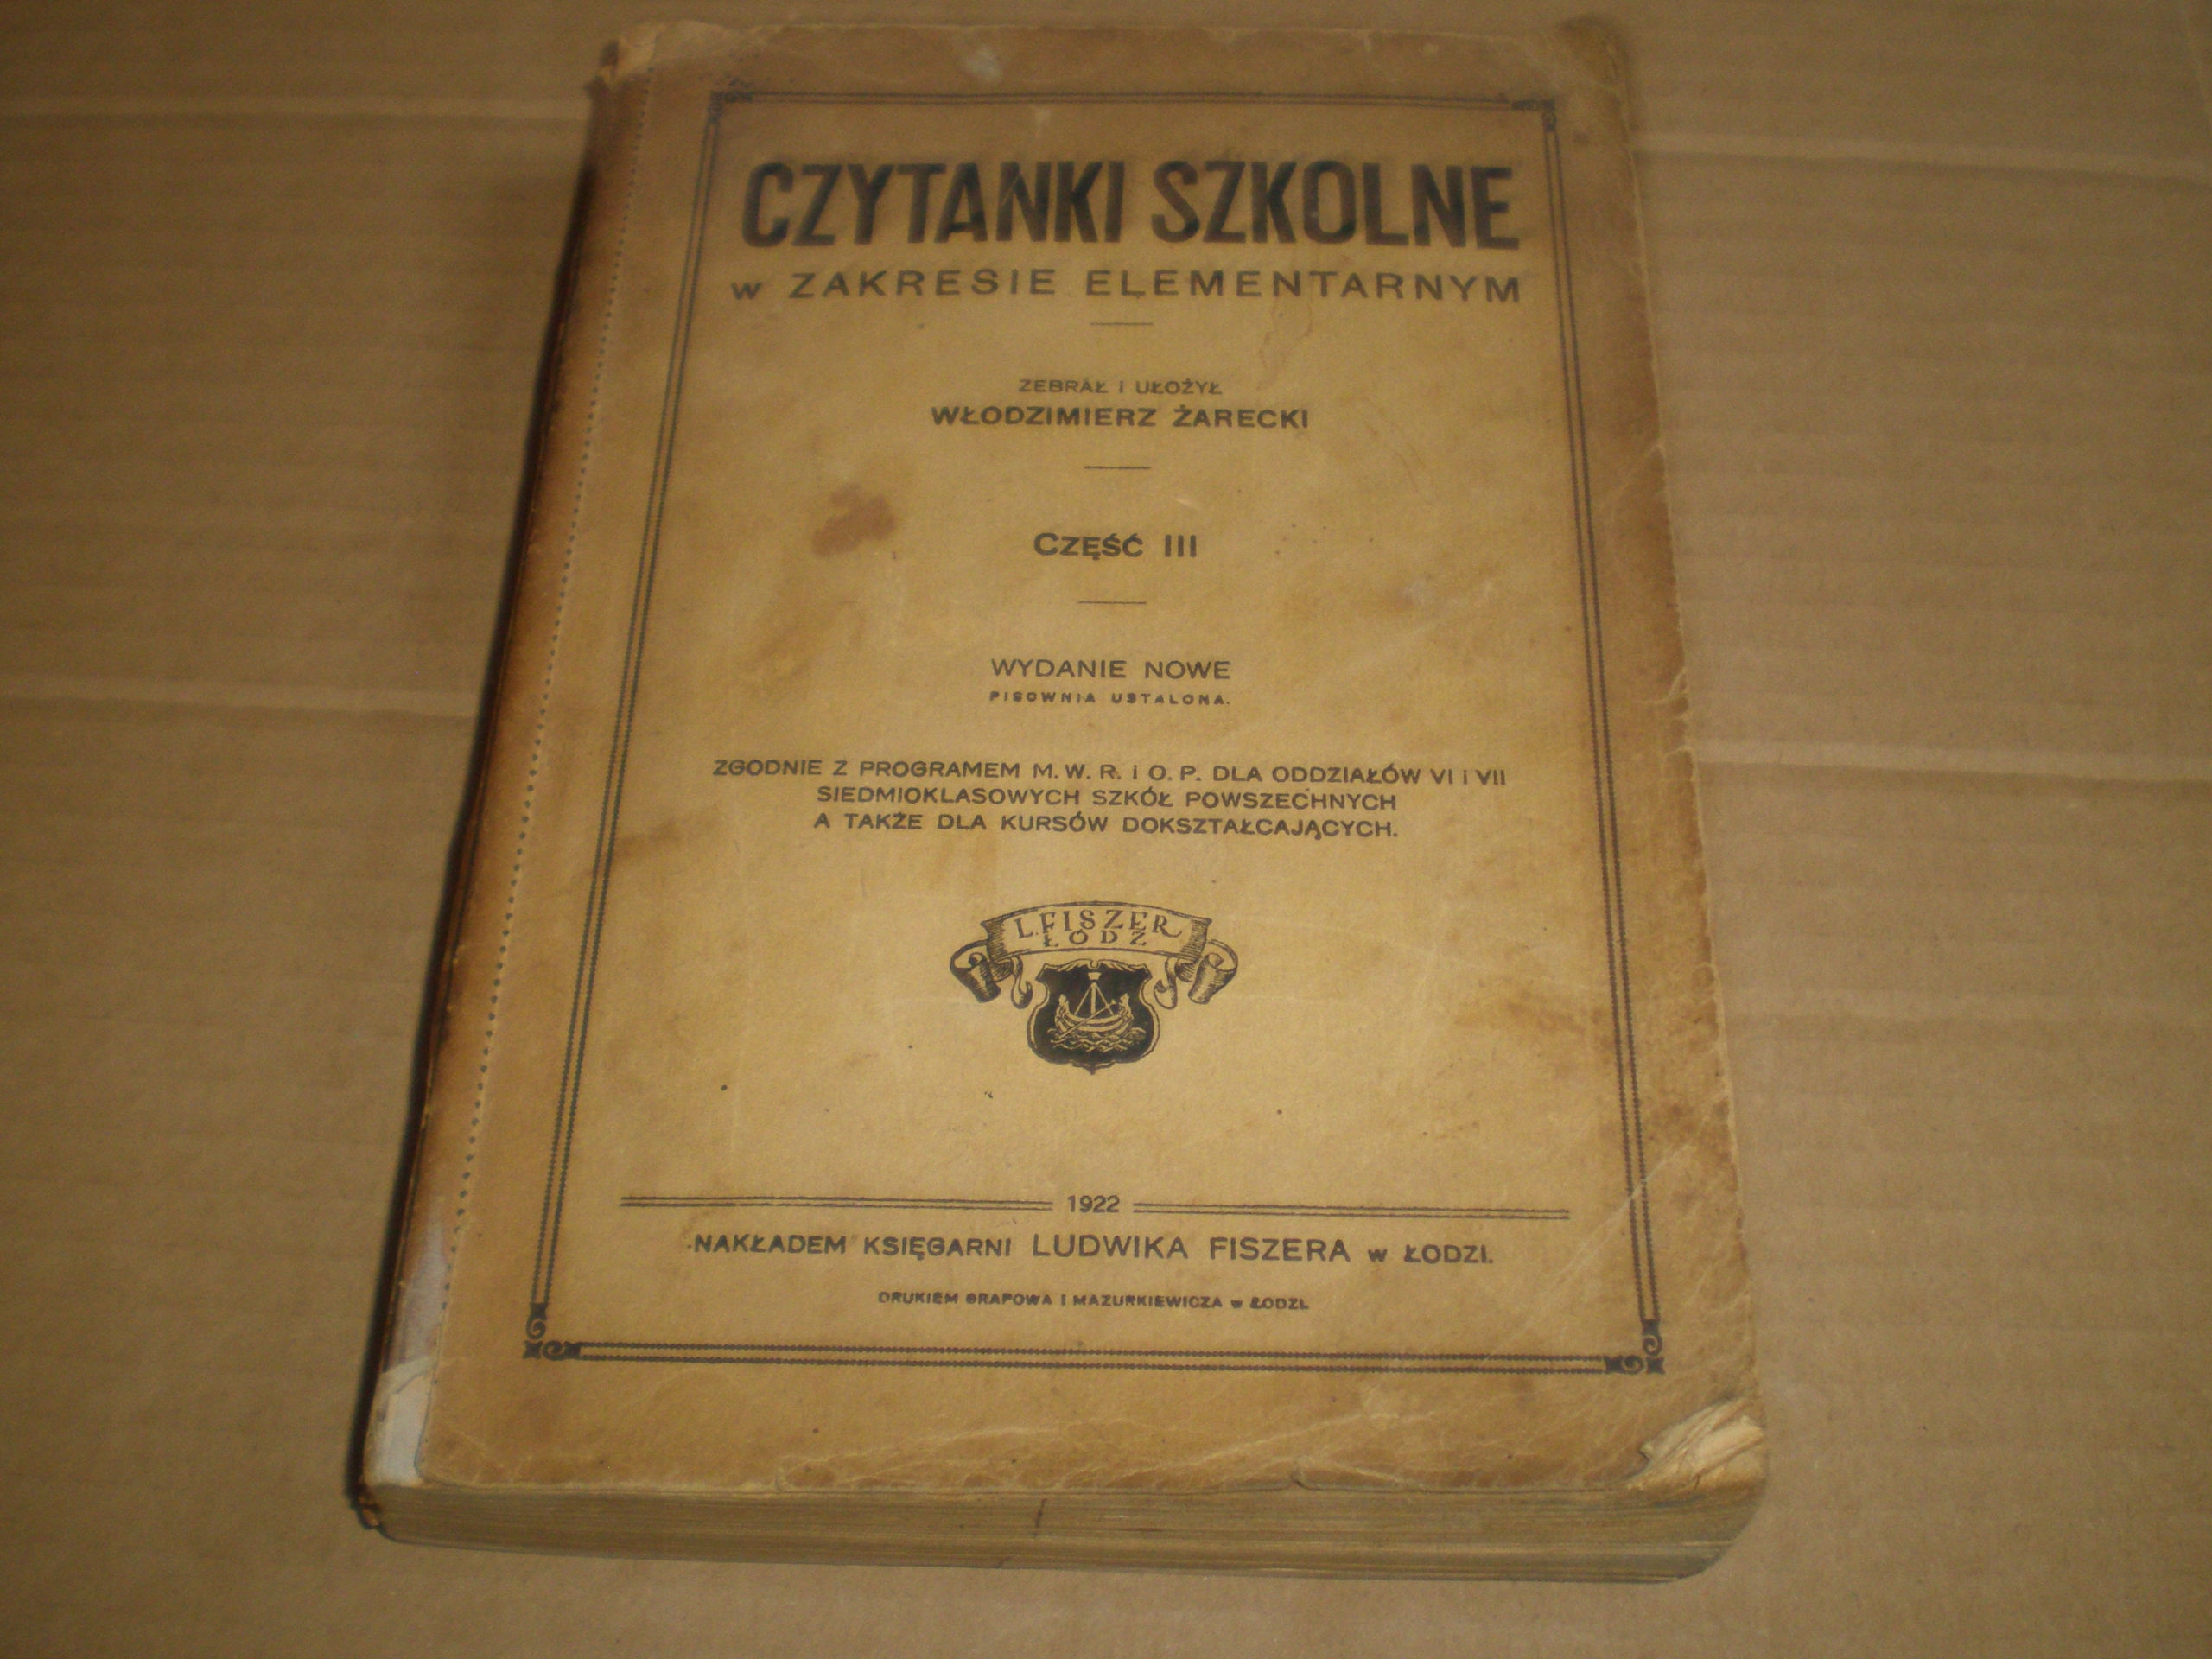 CZYTANKI SZKOLNE
w ZAKRESIE ELEMENTARNYM
ZEBRAŁ I UŁOŻYŁ
WŁODZIMIERZ ŻARECKI
CZĘŚĆ III
WYDANIE NOWE
PISOWNIA USTALONA.
ZGODNIE Z PROGRAMEM M. W. R. i O. P. DLA ODDZIAŁÓW VI I VII
SIEDMIOKLASOWYCH SZKÓŁ POWSZECHNYCH
A TAKŻE DLA KURSÓW DOKSZTAŁCAJĄCYCH.
L. FISZER
ŁÓDŹ
1922
NAKŁADEM KSIĘGARNI LUDWIKA FISZERA w ŁODZI.
DRUKIEM GRAPOWA I MAZURKIEWICZA w ŁODZI.